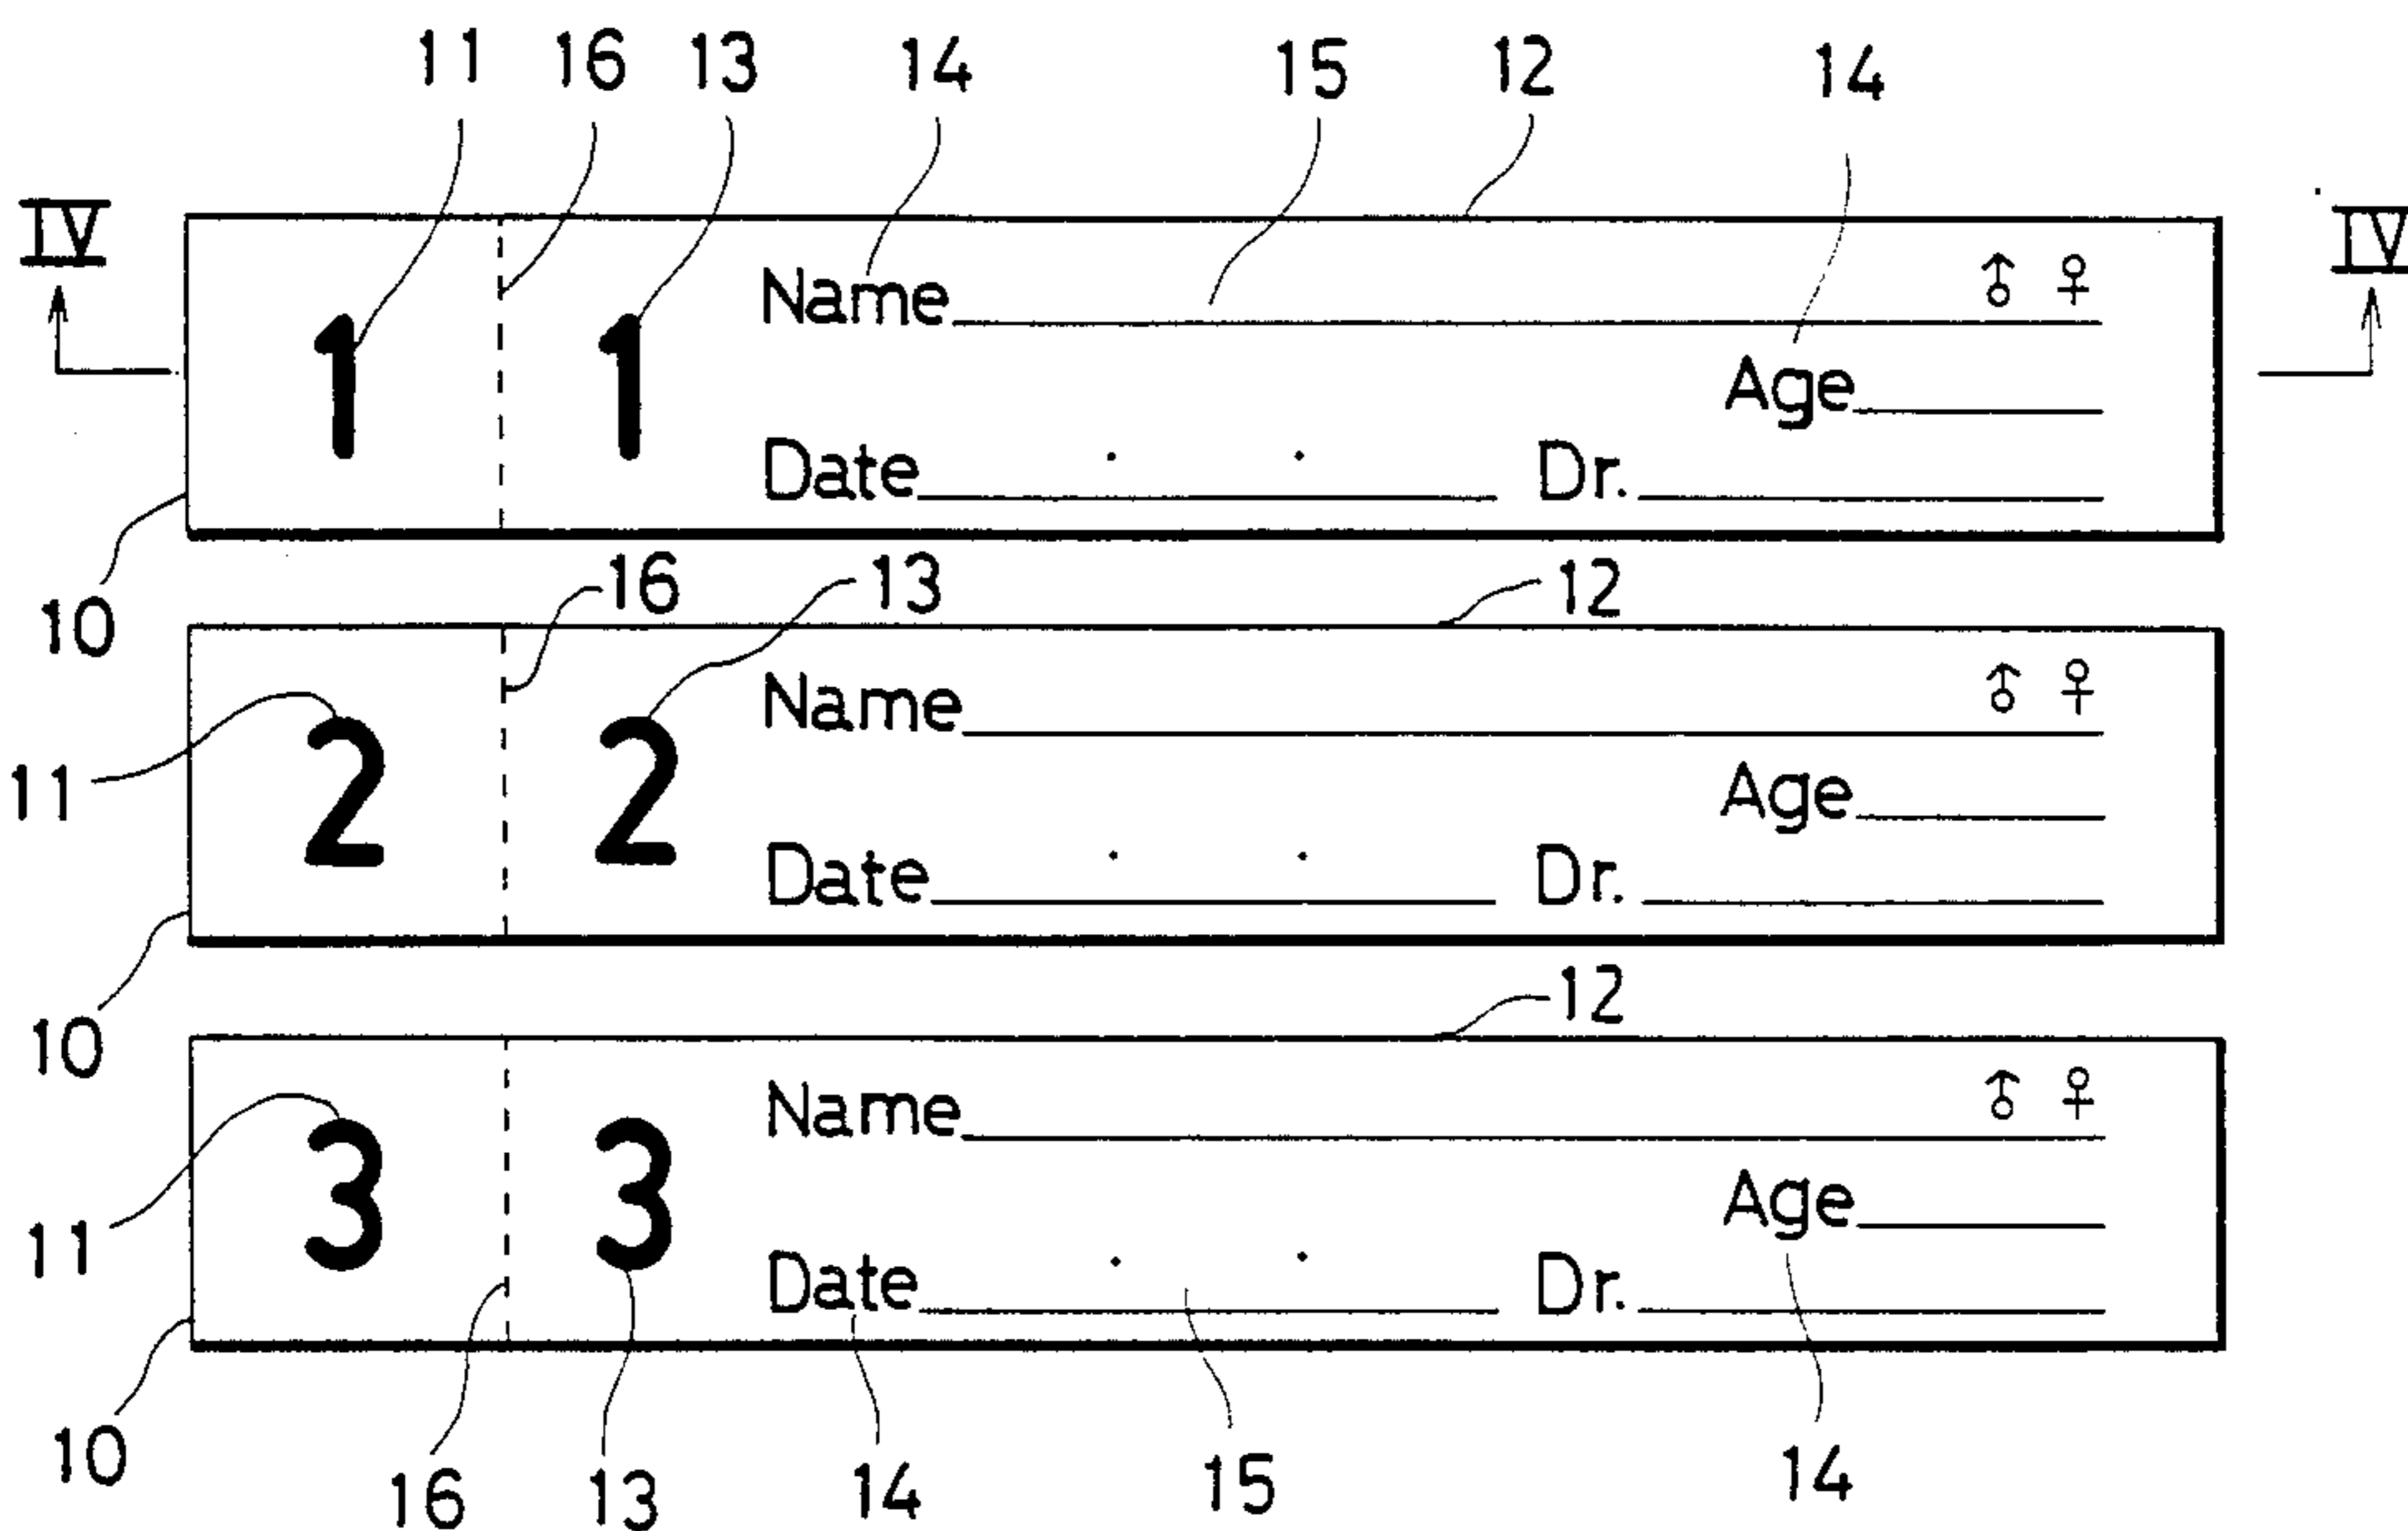 11 16 13 14 15 12 14
IV IV
Name ♂ ♀
1 1
Age
Date . . Dr.
10
16 13 12
Name ♂ ♀
11 2 2
Age
Date . . Dr.
10
12
Name ♂ ♀
3 3
Age
11
Date . . Dr.
10
16 13 14 15 14